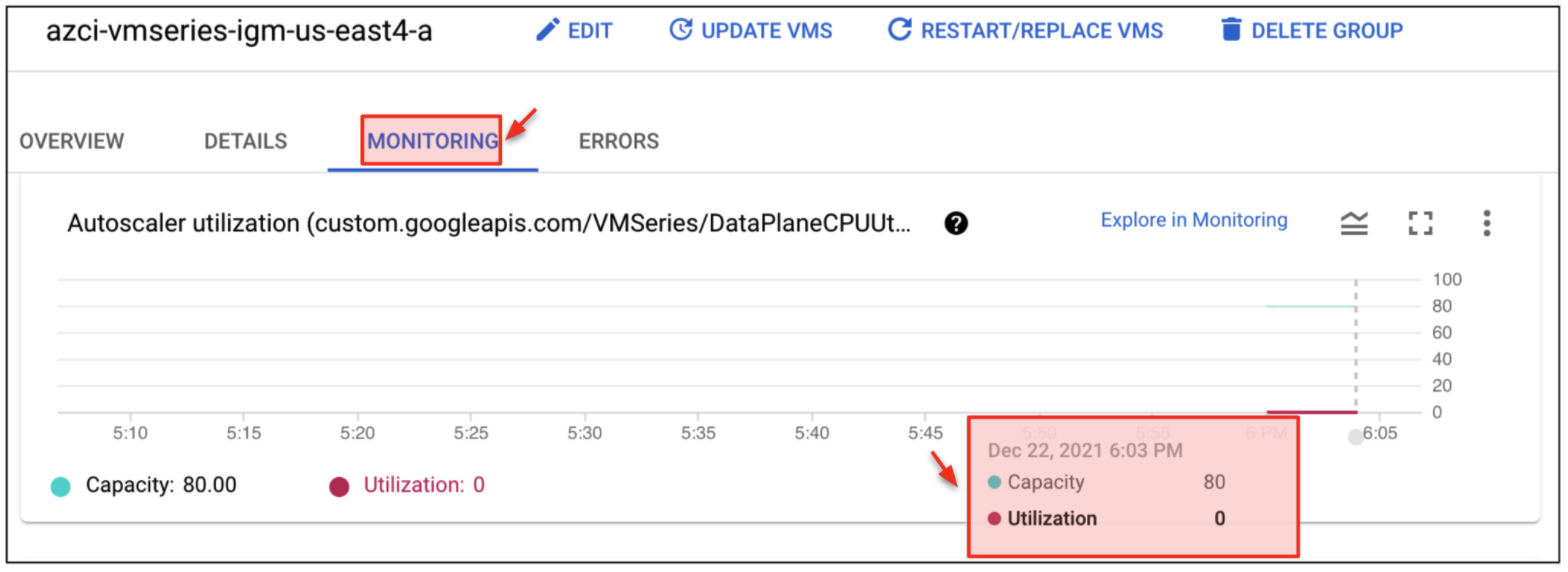 azci-vmseries-igm-us-east4-a EDIT UPDATE VMS RESTART/REPLACE VMS DELETE GROUP
OVERVIEW DETAILS MONITORING ERRORS
Autoscaler utilization (custom.googleapis.com/VMSeries/DataPlaneCPUUt... ? Explore in Monitoring
100
80
60
40
20
0
5:10 5:15 5:20 5:25 5:30 5:35 5:40 5:45 5:50 5:55 6 PM 6:05
Capacity: 80.00 Utilization: 0
Dec 22, 2021 6:03 PM
Capacity 80
Utilization 0